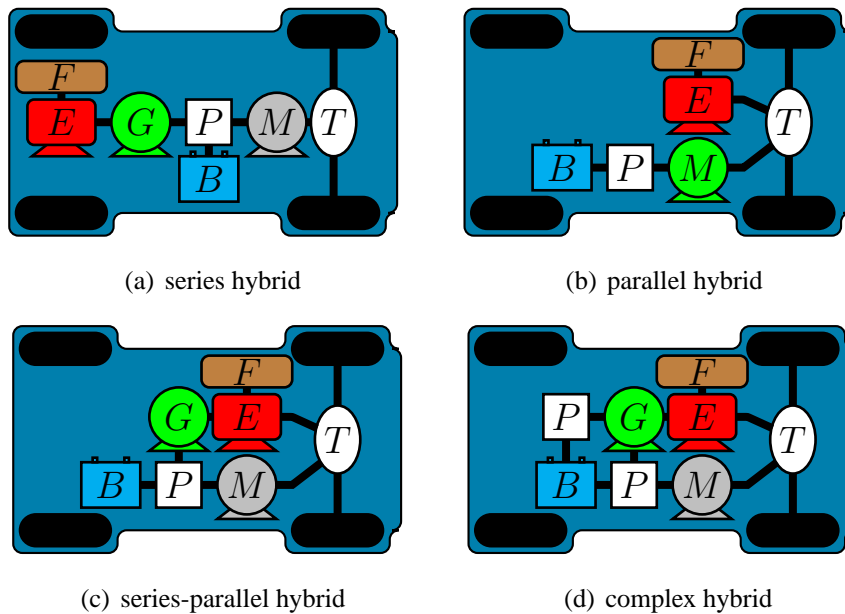 F
E G P M T
B
F
E
T
B P M
(a) series hybrid
(b) parallel hybrid
F
G E
T
B P M
F
P G E
T
B P M
(c) series-parallel hybrid
(d) complex hybrid